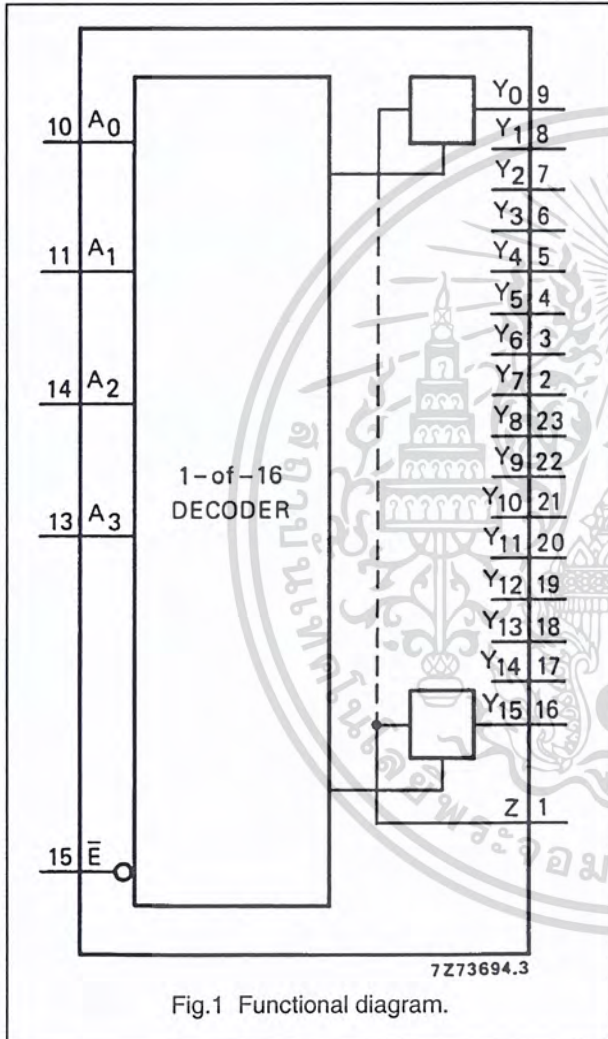 10 A0
11 A1
14 A2
13 A3
15 E̅
1-of-16
DECODER
Y0 9
Y1 8
Y2 7
Y3 6
Y4 5
Y5 4
Y6 3
Y7 2
Y8 23
Y9 22
Y10 21
Y11 20
Y12 19
Y13 18
Y14 17
Y15 16
Z 1
7Z73694.3
Fig.1 Functional diagram.